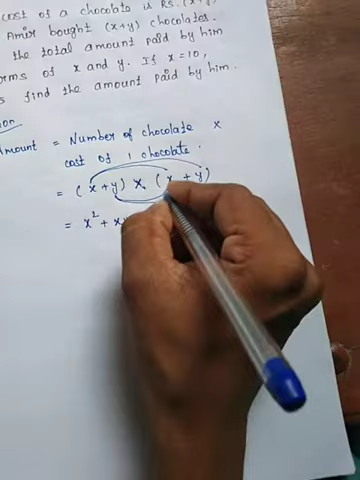 cost of a chocolate is Rs. (x+y)
Amir bought (x+y) chocolates.
the total amount paid by him
terms of x and y. If x=10,
find the amount paid by him.
Amount = Number of chocolate x
cost of 1 chocolate.
= (x+y) x (x+y)
= x² + x